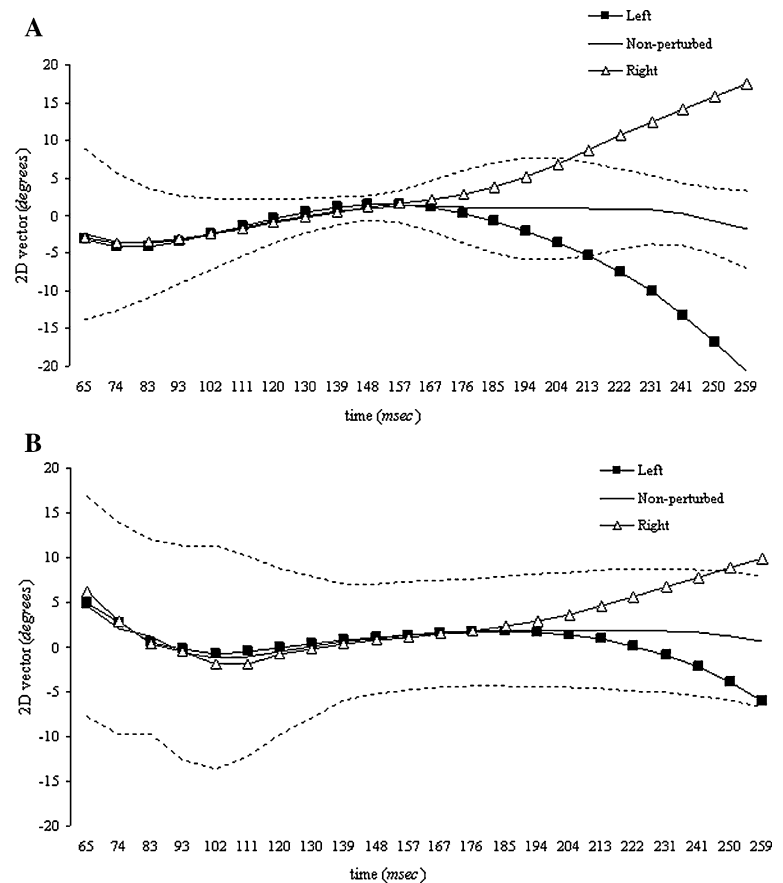 A
Left
Non-perturbed
Right
20
15
10
5
0
-5
-10
-15
-20
2D vector (degrees)
65 74 83 93 102 111 120 130 139 148 157 167 176 185 194 204 213 222 231 241 250 259
time (msec)
B
Left
Non-perturbed
Right
20
15
10
5
0
-5
-10
-15
-20
2D vector (degrees)
65 74 83 93 102 111 120 130 139 148 157 167 176 185 194 204 213 222 231 241 250 259
time (msec)